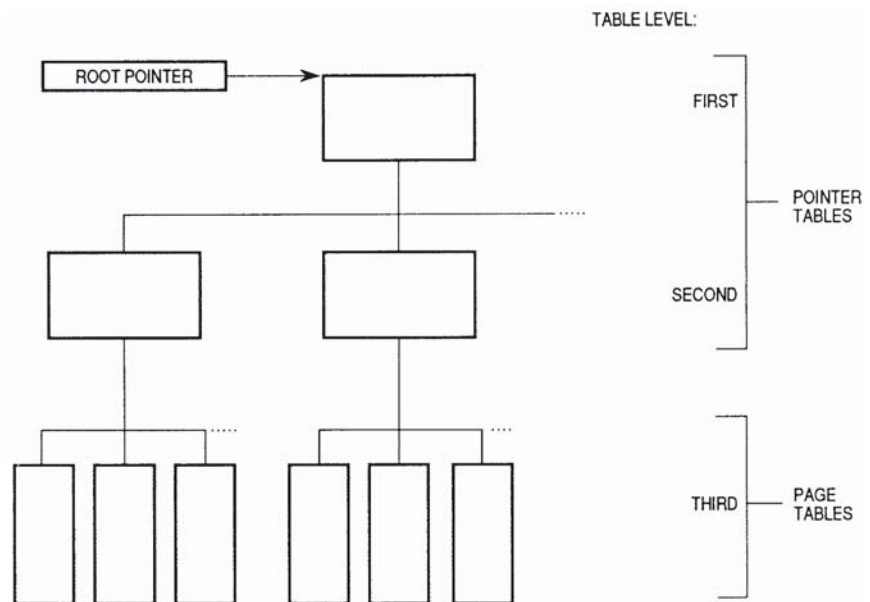 TABLE LEVEL:
ROOT POINTER
FIRST
POINTER
TABLES
SECOND
THIRD
PAGE
TABLES